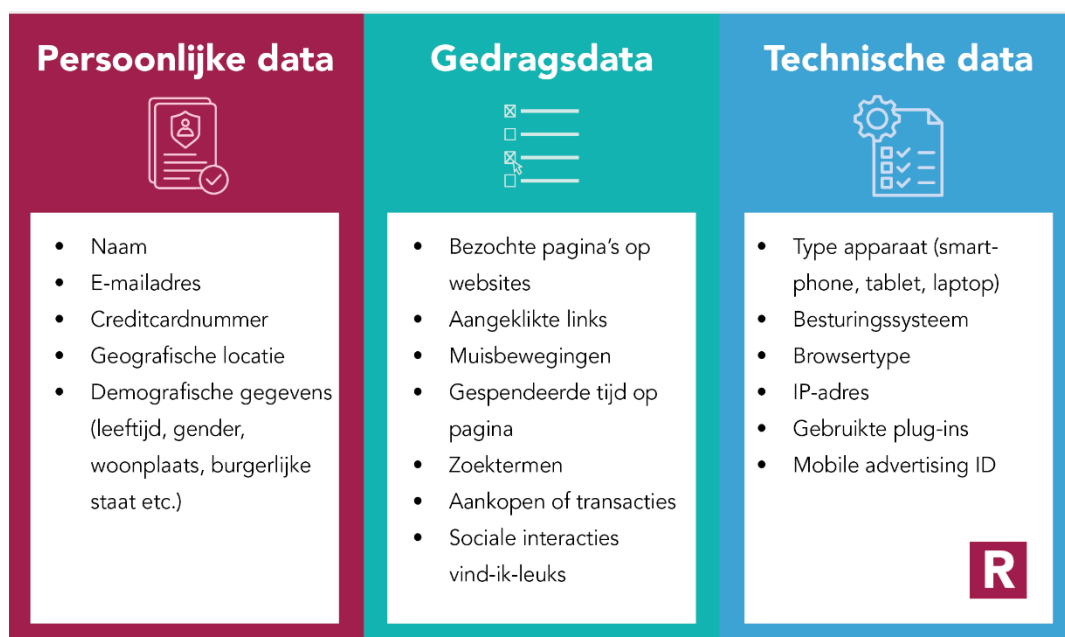 Persoonlijke data
• Naam
• E-mailadres
• Creditcardnummer
• Geografische locatie
• Demografische gegevens
(leeftijd, gender,
woonplaats, burgerlijke
staat etc.)
Gedragsdata
• Bezochte pagina's op
websites
• Aangeklikte links
• Muisbewegingen
• Gespendeerde tijd op
pagina
• Zoektermen
• Aankopen of transacties
• Sociale interacties
vind-ik-leuks
Technische data
• Type apparaat (smart-
phone, tablet, laptop)
• Besturingssysteem
• Browsertype
• IP-adres
• Gebruikte plug-ins
• Mobile advertising ID
R